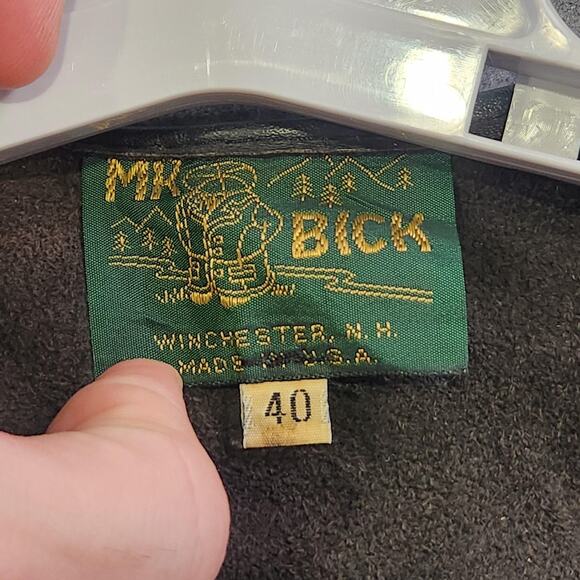 MK
BICK
WINCHESTER, N.H.
MADE IN U.S.A.
40